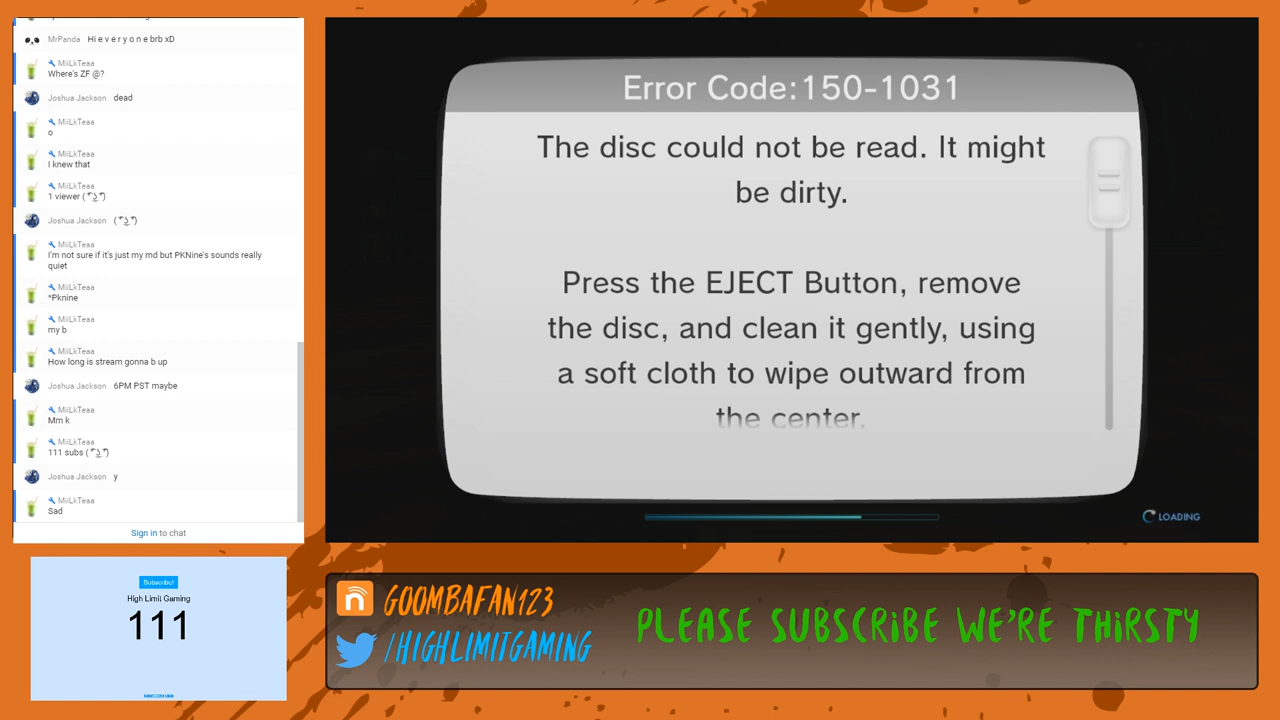 MrPanda Hi e v e r y o n e brb xD
MiiLkTeaa
Where's ZF @?
Joshua Jackson dead
MiiLkTeaa
o
MiiLkTeaa
I knew that
MiiLkTeaa
1 viewer ( ͡° ͜ʖ ͡°)
Joshua Jackson ( ͡° ͜ʖ ͡°)
MiiLkTeaa
I'm not sure if it's just my md but PKNine's sounds really
quiet
MiiLkTeaa
*Pknine
MiiLkTeaa
my b
MiiLkTeaa
How long is stream gonna b up
Joshua Jackson 6PM PST maybe
MiiLkTeaa
Mm k
MiiLkTeaa
111 subs ( ͡° ͜ʖ ͡°)
Joshua Jackson y
MiiLkTeaa
Sad
Sign in to chat
Subscribe!
High Limit Gaming
111
Error Code:150-1031
The disc could not be read. It might
be dirty.
Press the EJECT Button, remove
the disc, and clean it gently, using
a soft cloth to wipe outward from
the center.
LOADING
GOOMBAFAN123
/HIGHLIMITGAMING
PLEASE SUBSCRIBE WE'RE THIRSTY